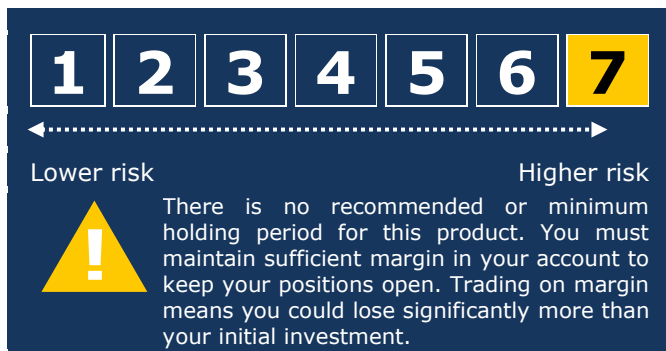 1 2 3 4 5 6 7
Lower risk Higher risk
!
There is no recommended or minimum
holding period for this product. You must
maintain sufficient margin in your account to
keep your positions open. Trading on margin
means you could lose significantly more than
your initial investment.